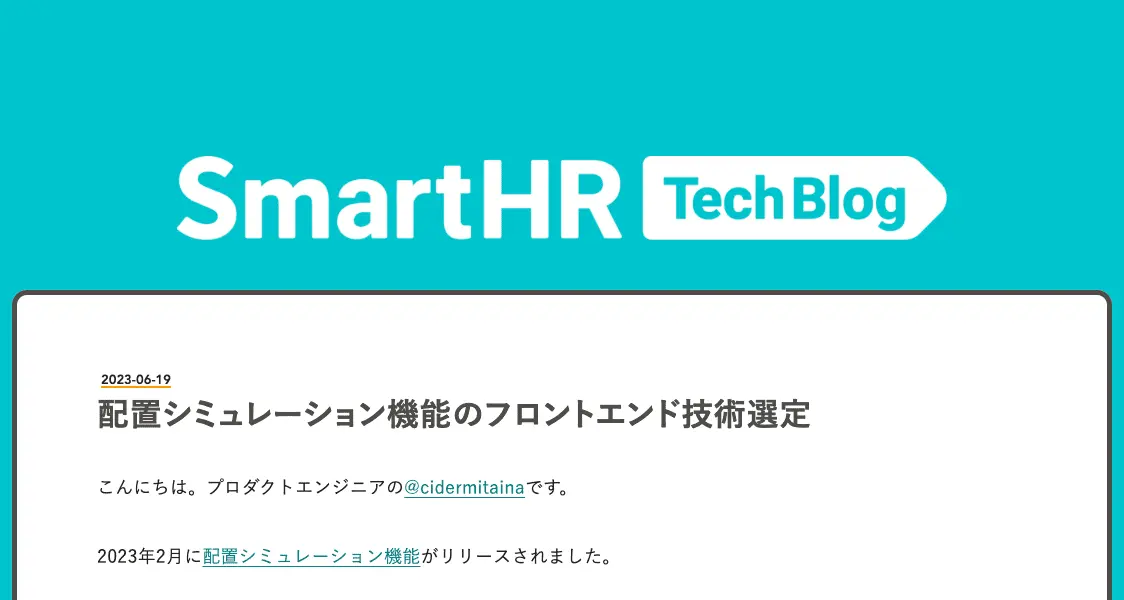 SmartHR Tech Blog
2023-06-19
配置シミュレーション機能のフロントエンド技術選定
こんにちは。プロダクトエンジニアの@cidermitainaです。
2023年2月に配置シミュレーション機能がリリースされました。